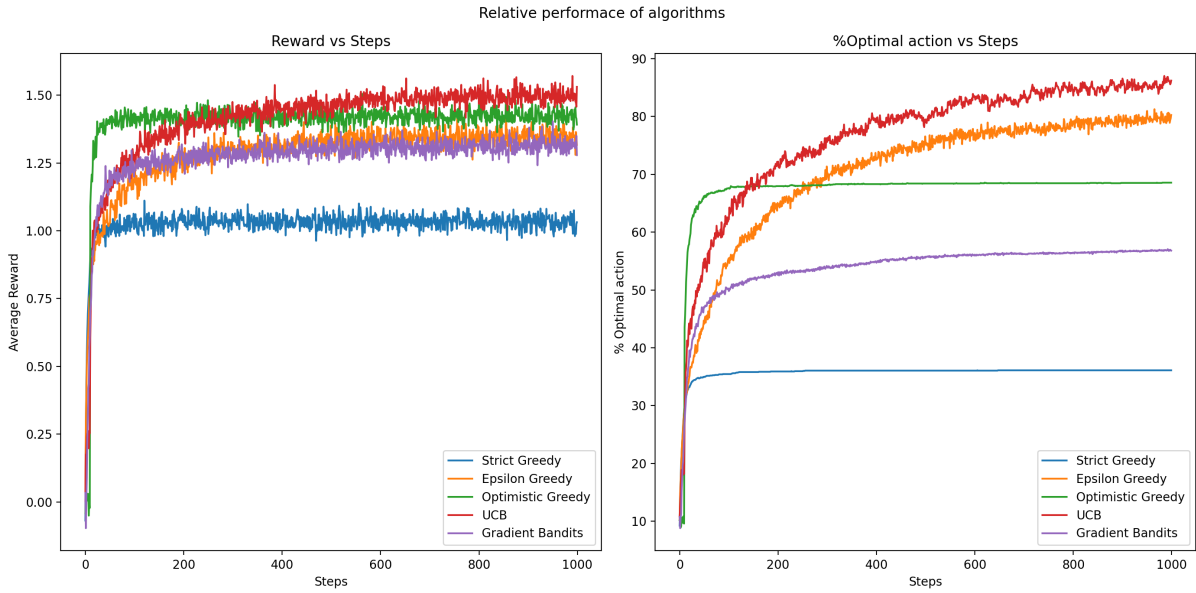 Relative performace of algorithms
Reward vs Steps
Average Reward
1.50
1.25
1.00
0.75
0.50
0.25
0.00
0
200
400
600
800
1000
Steps
Strict Greedy
Epsilon Greedy
Optimistic Greedy
UCB
Gradient Bandits
%Optimal action vs Steps
% Optimal action
90
80
70
60
50
40
30
20
10
0
200
400
600
800
1000
Steps
Strict Greedy
Epsilon Greedy
Optimistic Greedy
UCB
Gradient Bandits